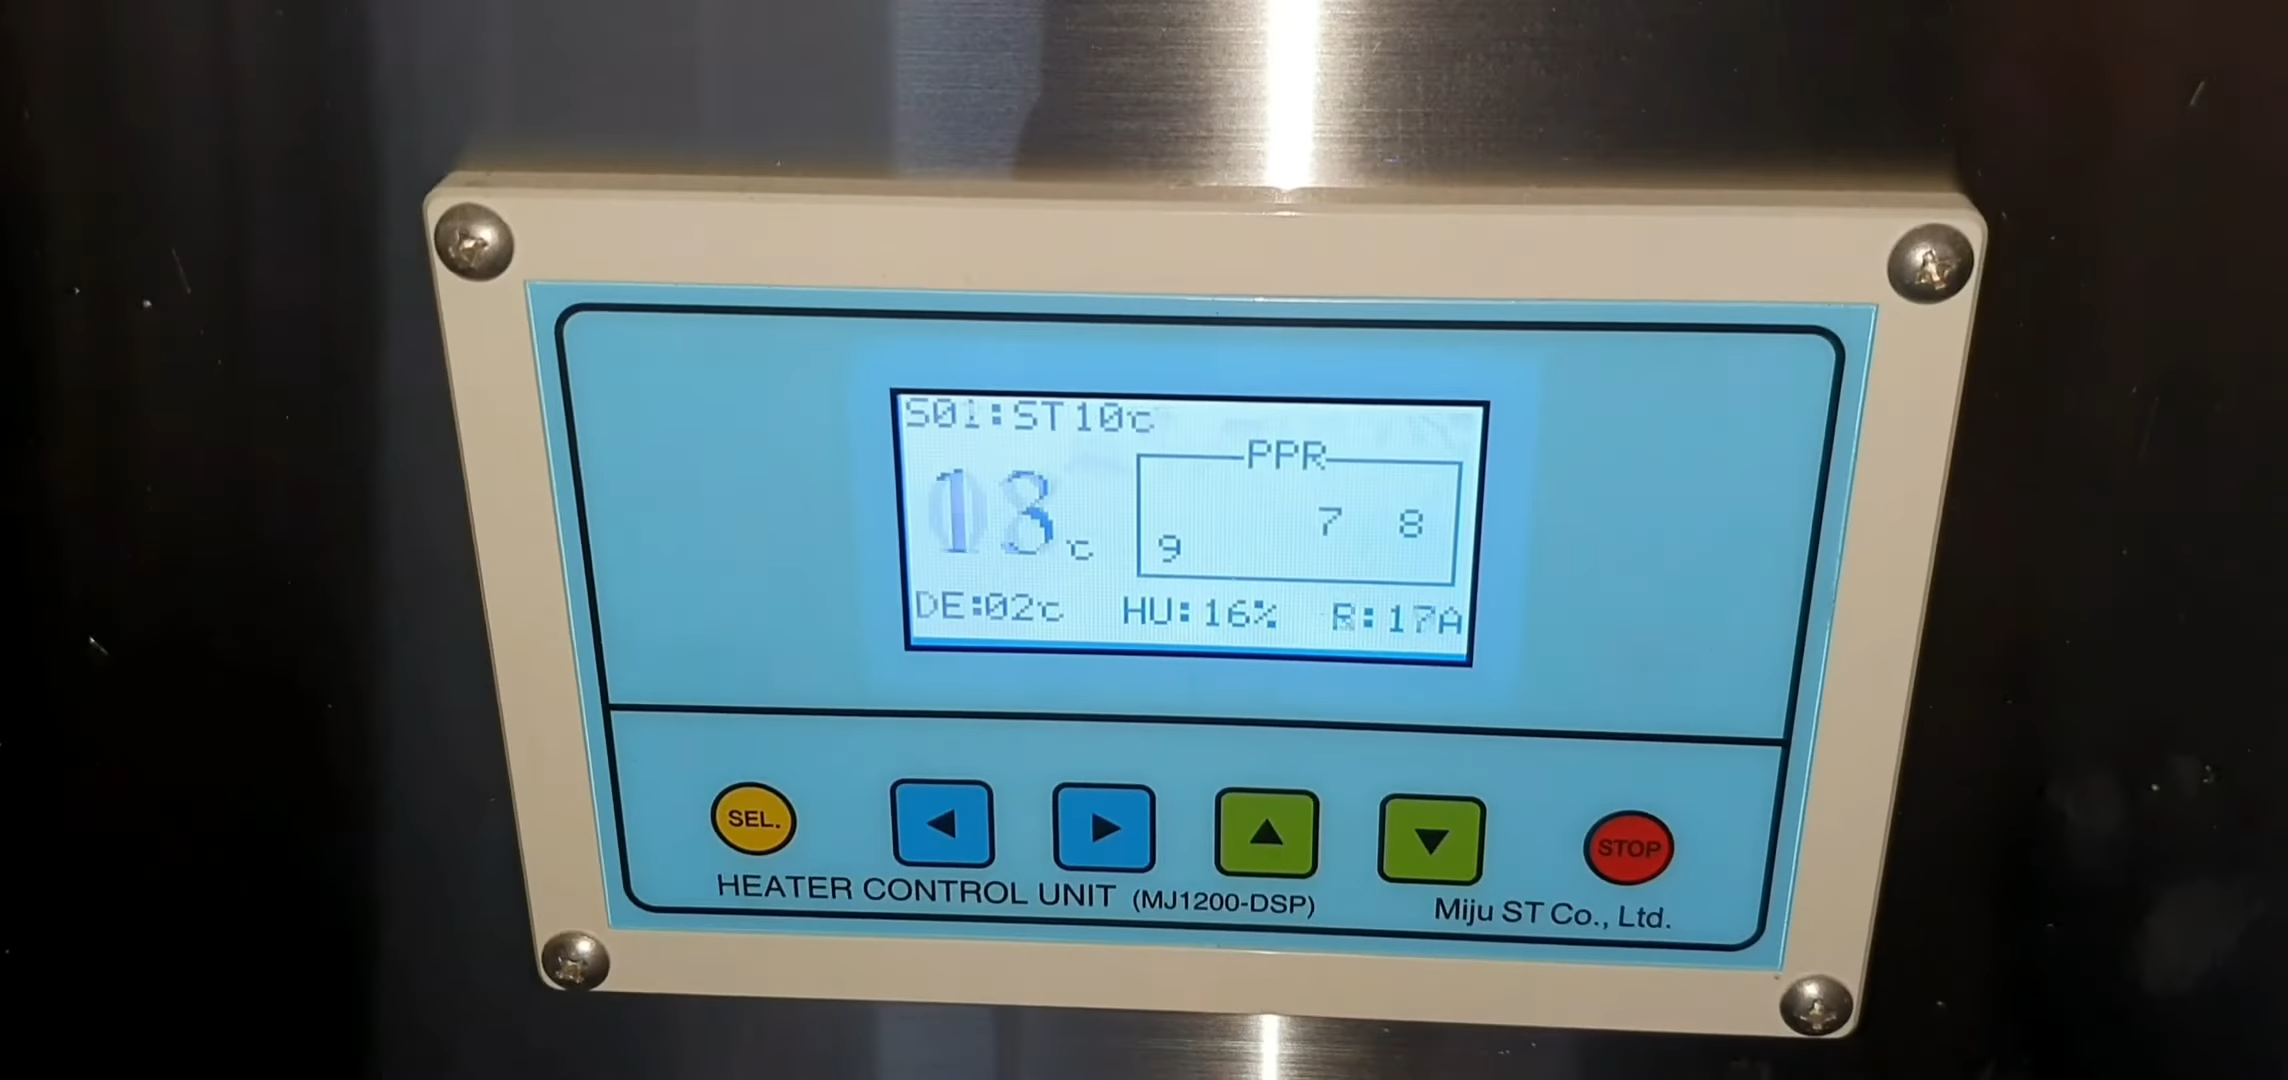 S01:ST10℃
PPR
7 8
9
℃
DE:02℃ HU:16% R:17A
SEL.
STOP
HEATER CONTROL UNIT (MJ1200-DSP)
Miju ST Co., Ltd.